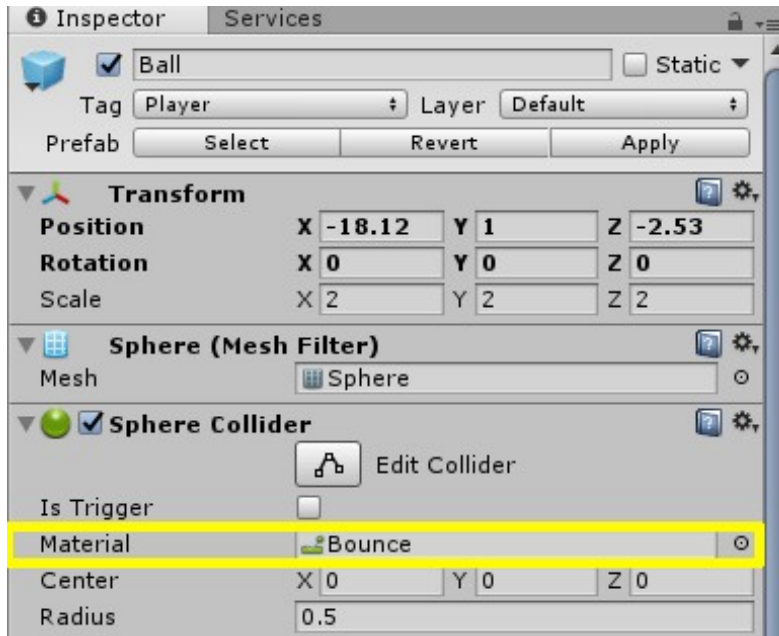 Inspector Services
Ball Static
Tag Player Layer Default
Prefab Select Revert Apply
Transform
Position X -18.12 Y 1 Z -2.53
Rotation X 0 Y 0 Z 0
Scale X 2 Y 2 Z 2
Sphere (Mesh Filter)
Mesh Sphere
Sphere Collider
Edit Collider
Is Trigger
Material Bounce
Center X 0 Y 0 Z 0
Radius 0.5